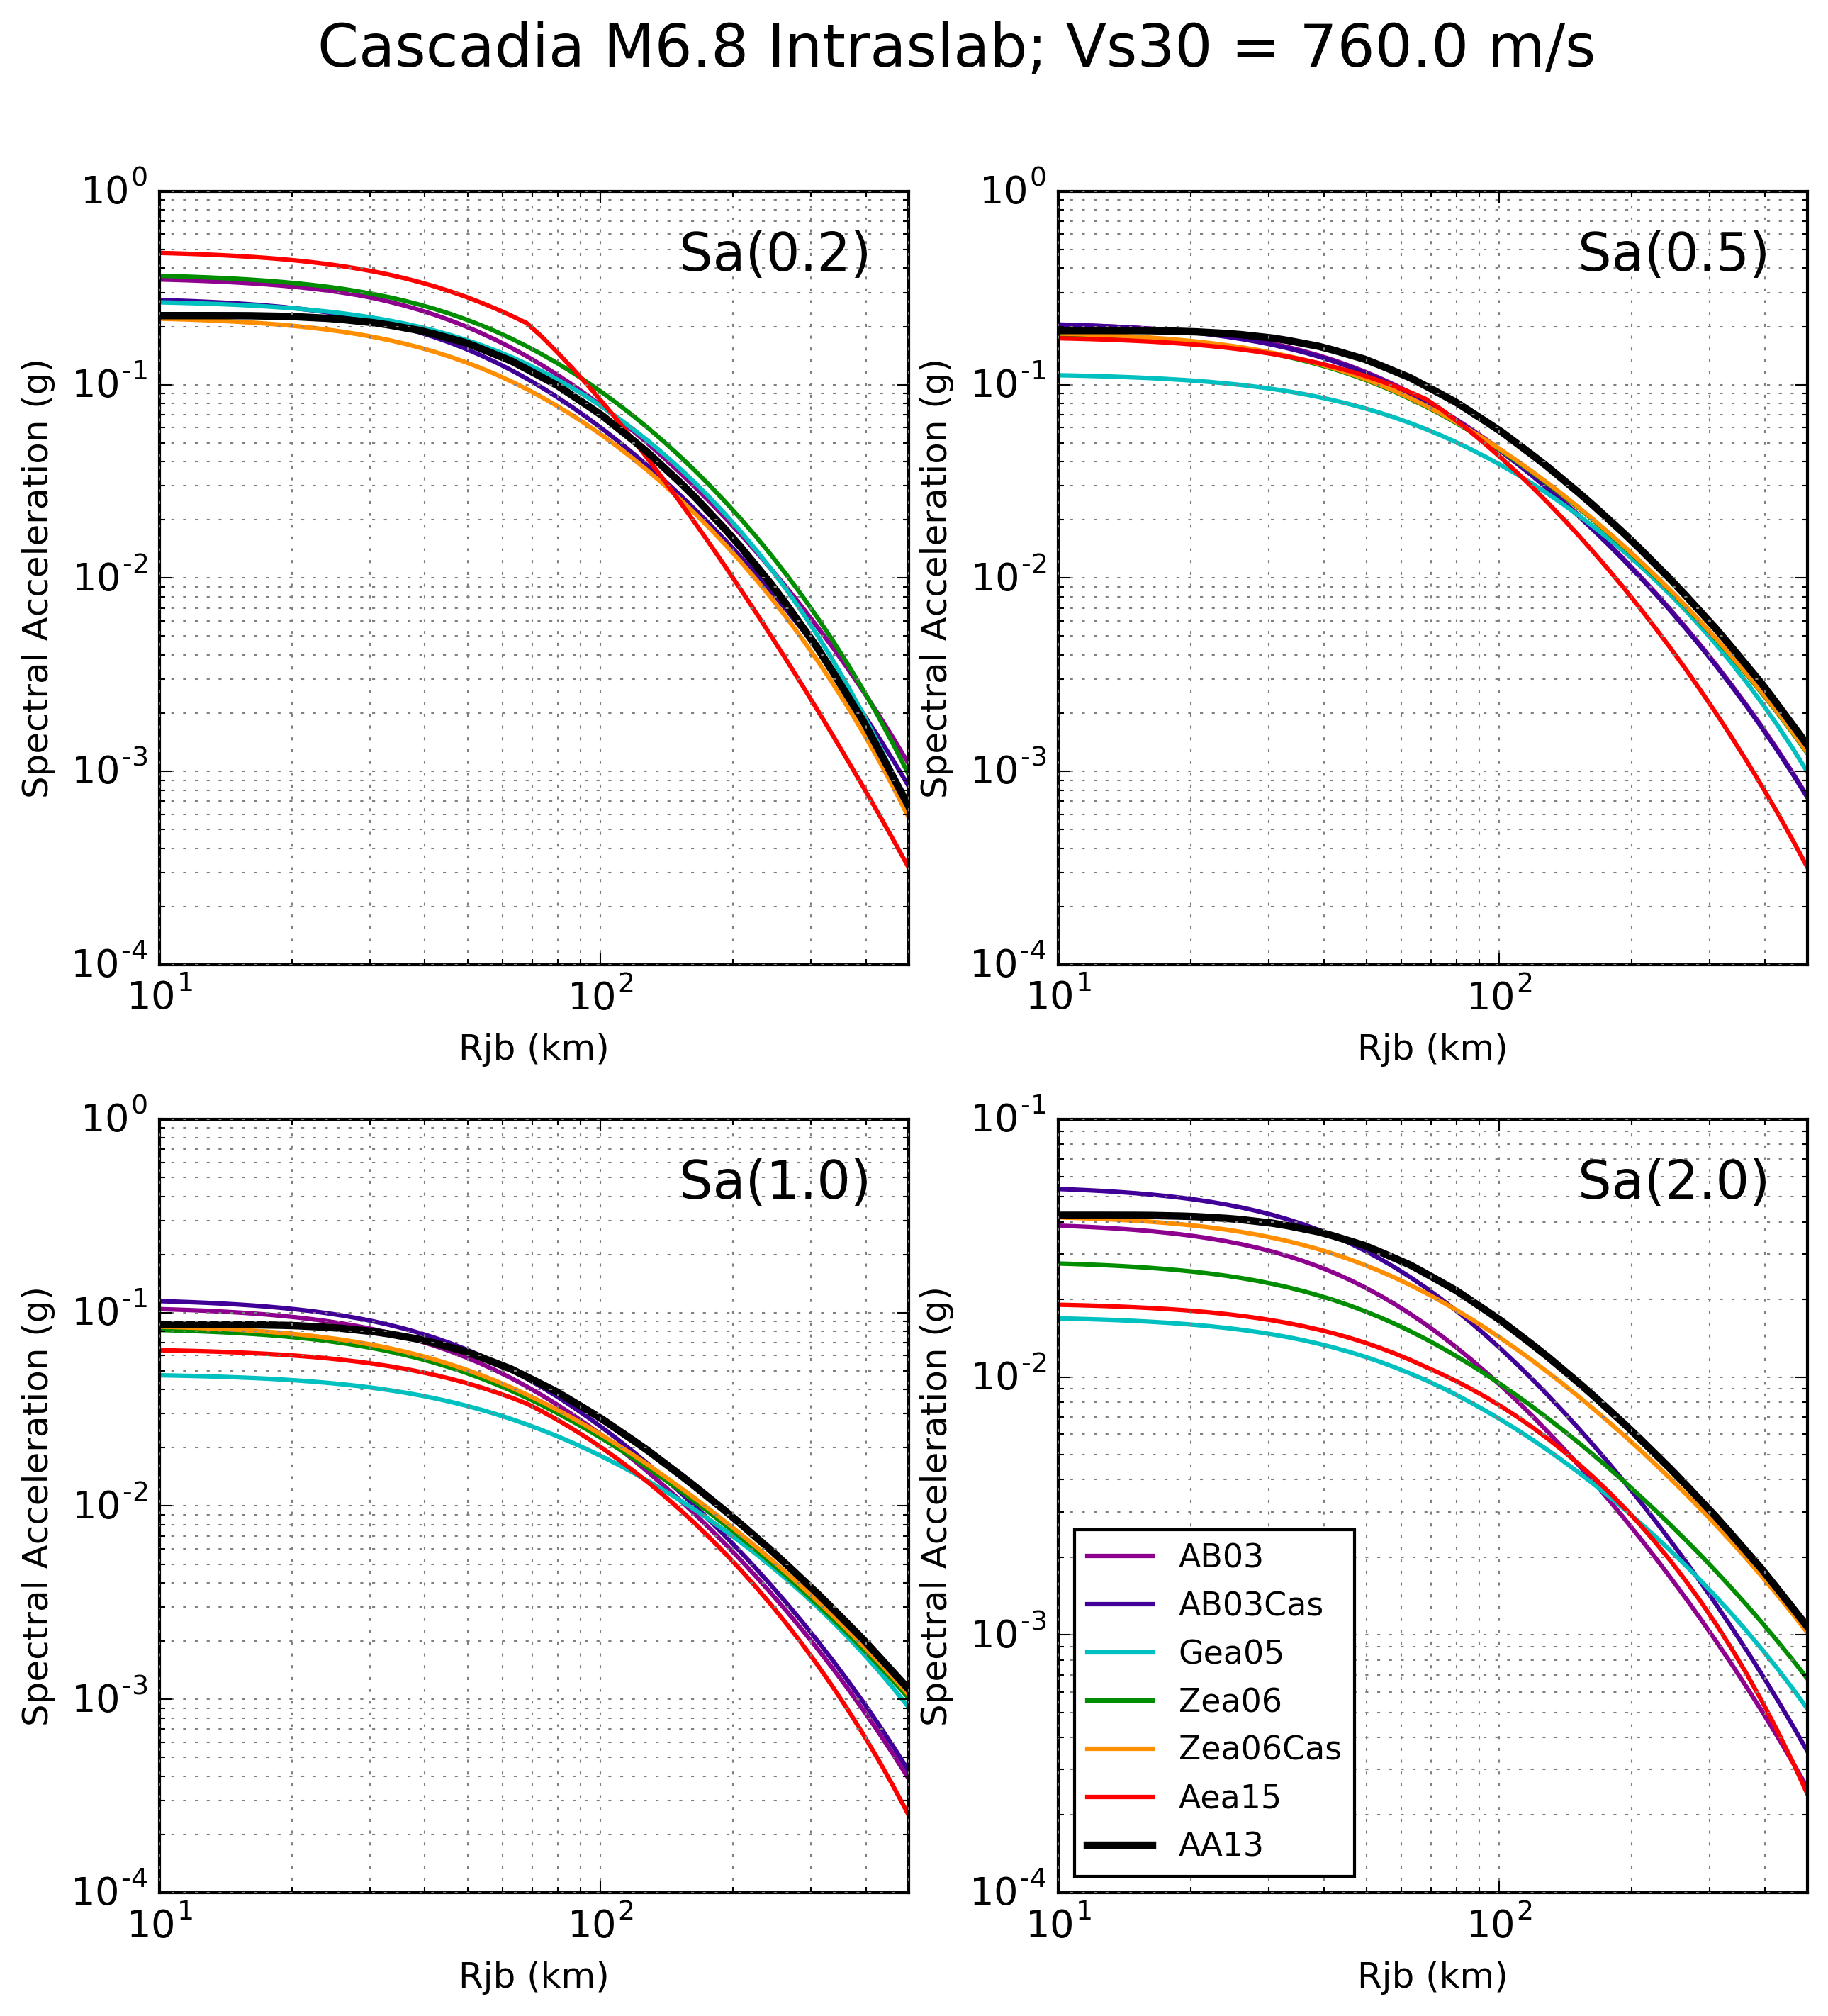 Cascadia M6.8 Intraslab; Vs30 = 760.0 m/s
Sa(0.2)
10^0
10^-1
10^-2
10^-3
10^-4
10^1
10^2
Spectral Acceleration (g)
Rjb (km)
Sa(0.5)
10^0
10^-1
10^-2
10^-3
10^-4
10^1
10^2
Spectral Acceleration (g)
Rjb (km)
Sa(1.0)
10^0
10^-1
10^-2
10^-3
10^-4
10^1
10^2
Spectral Acceleration (g)
Rjb (km)
Sa(2.0)
10^-1
10^-2
10^-3
10^-4
10^1
10^2
Spectral Acceleration (g)
Rjb (km)
AB03
AB03Cas
Gea05
Zea06
Zea06Cas
Aea15
AA13